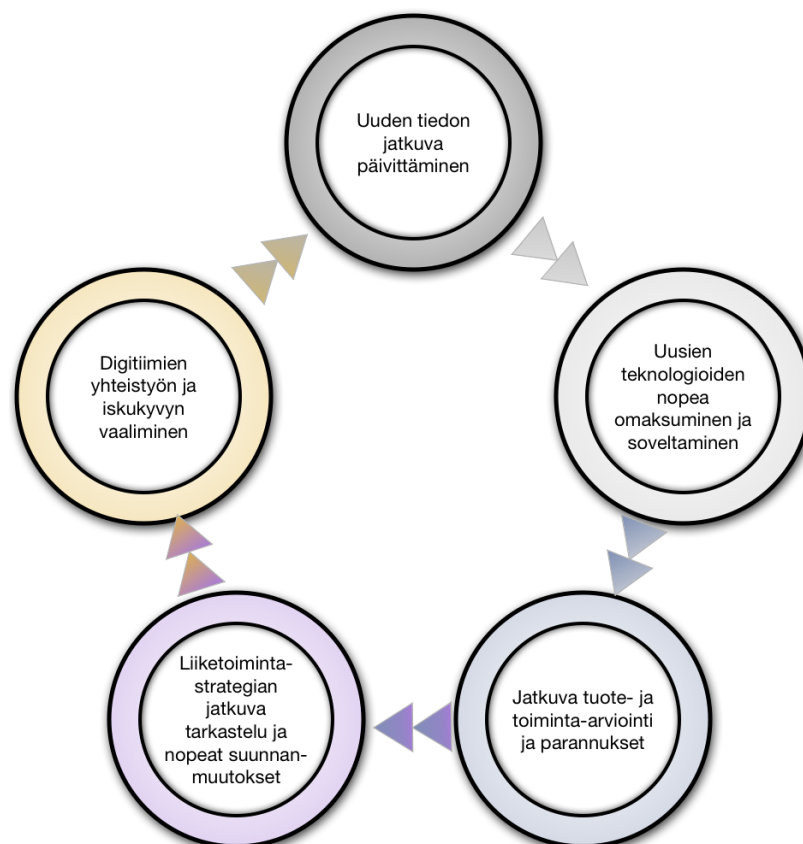 Uuden tiedon
jatkuva
päivittäminen
Uusien
teknologioiden
nopea
omaksuminen ja
soveltaminen
Jatkuva tuote- ja
toiminta-arviointi
ja parannukset
Liiketoiminta-
strategian
jatkuva
tarkastelu ja
nopeat suunnan-
muutokset
Digitiimien
yhteistyön ja
iskukyvyn
vaaliminen